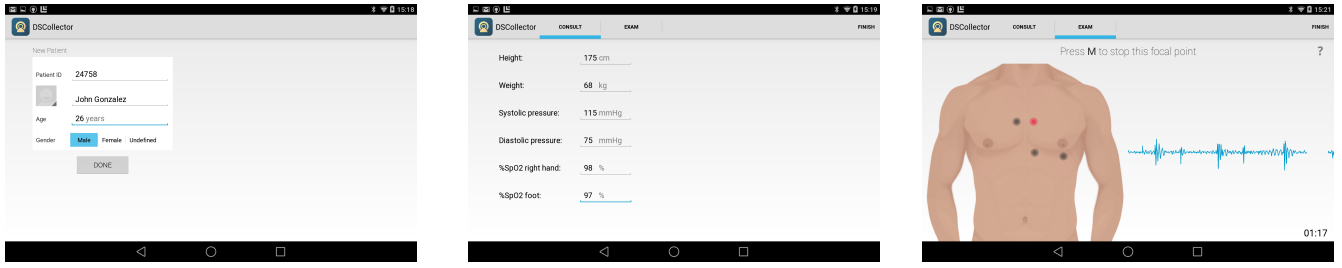 15:18
DSCollector
New Patient
Patient ID 24758
John Gonzalez
Age 26 years
Gender Male Female Undefined
DONE
15:19
DSCollector CONSULT EXAM FINISH
Height: 175 cm
Weight: 68 kg
Systolic pressure: 115 mmHg
Diastolic pressure: 75 mmHg
%SpO2 right hand: 98 %
%SpO2 foot: 97 %
15:21
DSCollector CONSULT EXAM FINISH
Press M to stop this focal point ?
01:17